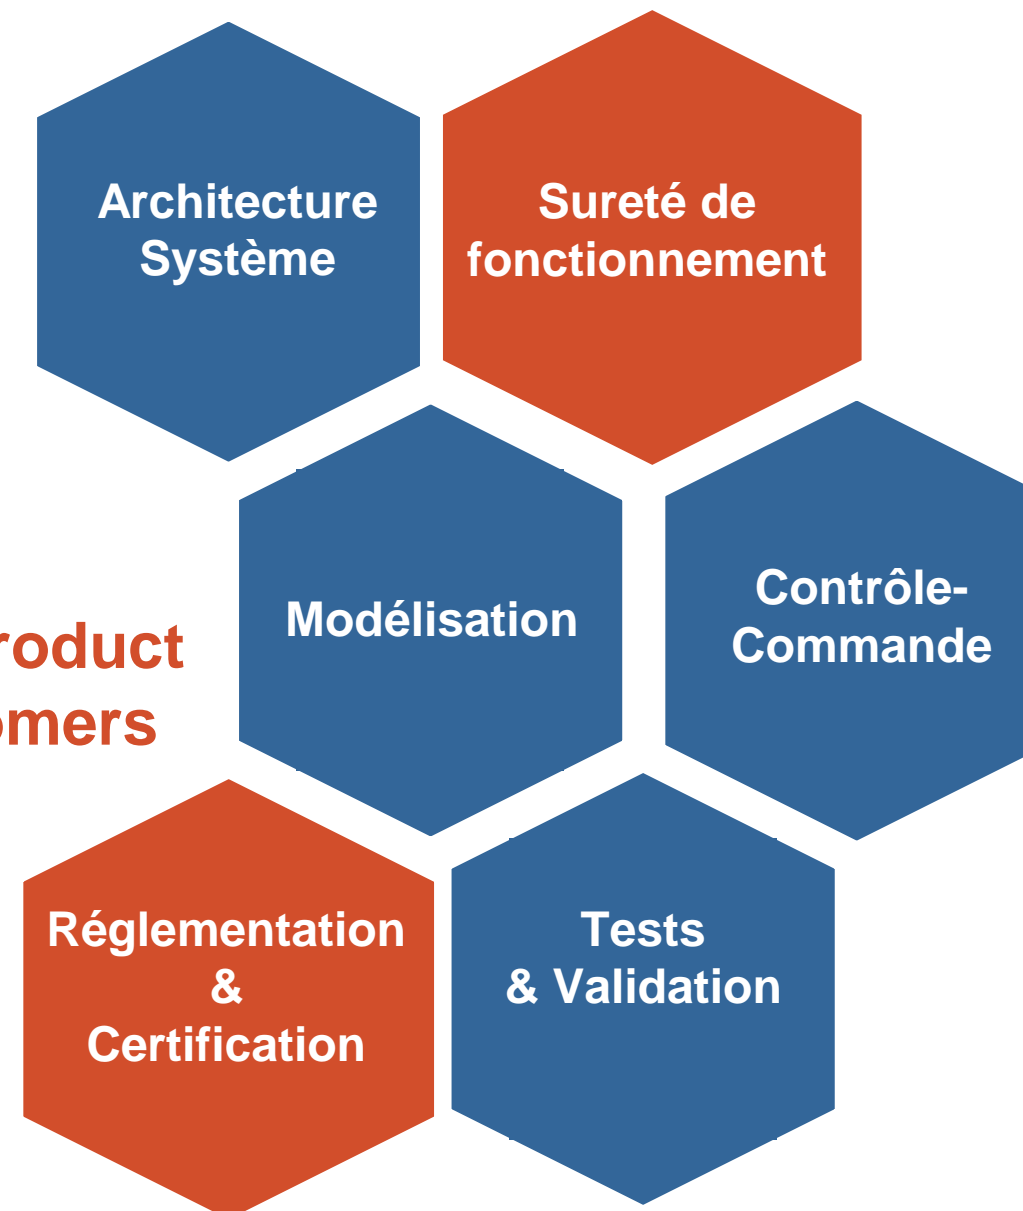 Architecture
Système
Sureté de
fonctionnement
Modélisation
Contrôle-
Commande
Réglementation
&
Certification
Tests
& Validation